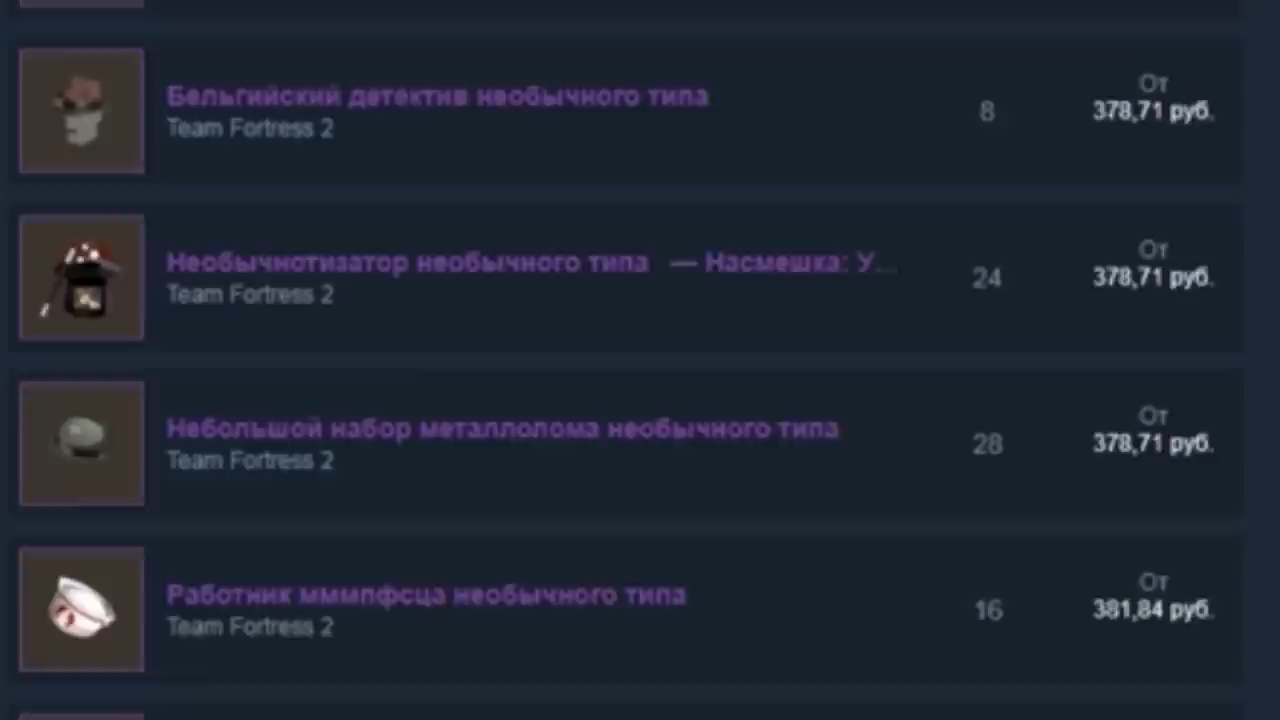 Бельгийский детектив необычного типа
Team Fortress 2
8
От
378,71 руб.
Необычнотизатор необычного типа — Насмешка: У...
Team Fortress 2
24
От
378,71 руб.
Небольшой набор металлолома необычного типа
Team Fortress 2
28
От
378,71 руб.
Работник мммпфсца необычного типа
Team Fortress 2
16
От
381,84 руб.